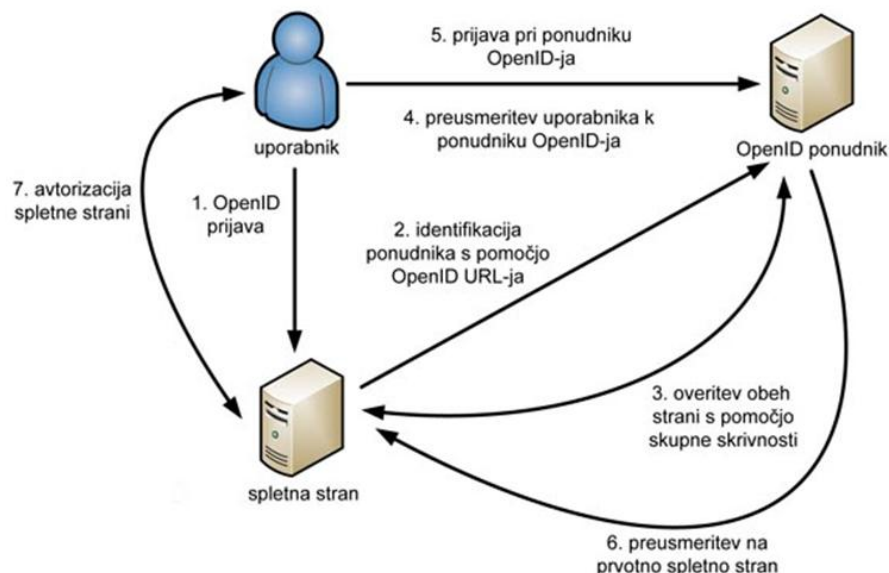 5. prijava pri ponudniku
OpenID-ja
4. preusmeritev uporabnika k
ponudniku OpenID-ja
uporabnik
OpenID ponudnik
7. avtorizacija
spletne strani
1. OpenID
prijava
2. identifikacija
ponudnika s pomočjo
OpenID URL-ja
3. overitev obeh
strani s pomočjo
skupne skrivnosti
spletna stran
6. preusmeritev na
prvotno spletno stran